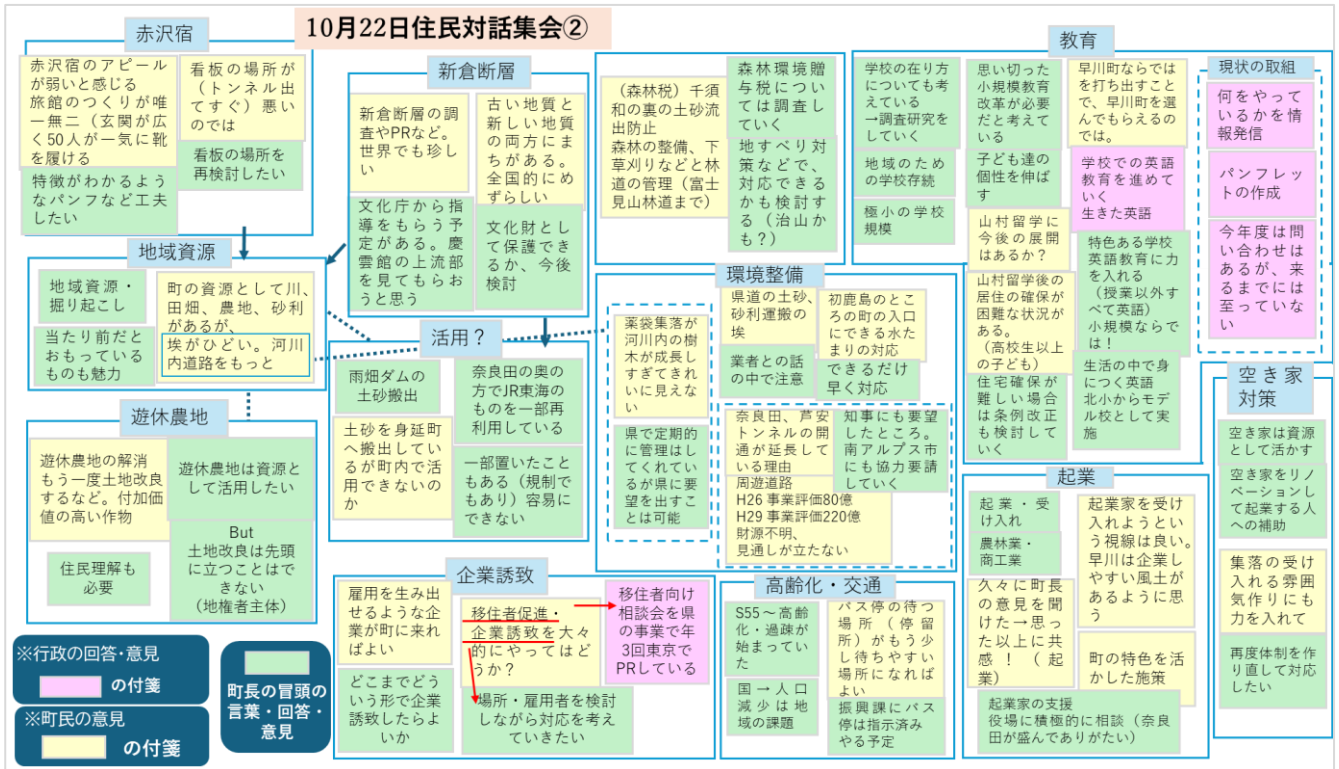 10月22日住民対話集会②
赤沢宿
赤沢宿のアピール
が弱いと感じる
旅館のつくりが唯
一無二（玄関が広
く50人が一気に靴
を履ける
看板の場所が
（トンネル出
てすぐ）悪い
のでは
看板の場所を
再検討したい
特徴がわかるよう
なパンフなど工夫
したい
地域資源
地域資源・
掘り起こし
当たり前だと
おもっている
ものも魅力
町の資源として川、
田畑、農地、砂利
があるが、
埃がひどい。河川
内道路をもっと
遊休農地
遊休農地の解消
もう一度土地改良
するなど。付加価
値の高い作物
遊休農地は資源と
して活用したい
But
土地改良は先頭
に立つことはで
きない
（地権者主体）
住民理解も
必要
※行政の回答・意見
の付箋
※町民の意見
の付箋
町長の冒頭の
言葉・回答・
意見
新倉断層
新倉断層の調
査やPRなど。
世界でも珍し
い
古い地質と
新しい地質
の両方にま
ちがある。
全国的にめ
ずらしい
文化庁から指
導をもらう予
定がある。慶
雲館の上流部
を見てもらお
うと思う
文化財とし
て保護でき
るか、今後
検討
活用？
雨畑ダムの
土砂搬出
奈良田の奥の
方でJR東海の
ものを一部再
利用している
土砂を身延町
へ搬出してい
るが町内で活
用できないの
か
一部置いたこと
もある（規制で
もあり）容易に
できない
企業誘致
雇用を生み出
せるような企
業が町に来れ
ばよい
移住者促進・
企業誘致を大々
的にやってはど
うか？
移住者向け
相談会を県
の事業で年
3回東京で
PRしている
どこまでどう
いう形で企業
誘致したらよ
いか
場所・雇用者を検討
しながら対応を考え
ていきたい
（森林税）千須
和の裏の土砂流
出防止
森林の整備、下
草刈りなどと林
道の管理（富士
見山林道まで）
森林環境贈
与税につい
ては調査し
ていく
地すべり対
策などで、
対応できる
かも検討す
る（治山か
も？）
環境整備
薬袋集落が
河川内の樹
木が成長し
すぎてきれ
いに見えな
い
県で定期的
に管理はし
てくれてい
るが県に要
望を出すこ
とは可能
県道の土砂、
砂利運搬の
埃
業者との話
の中で注意
初鹿島のとこ
ろの町の入口
にできる水た
まりの対応
できるだけ
早く対応
奈良田、芦安
トンネルの開
通が延長して
いる理由
周遊道路
H26 事業評価80億
H29 事業評価220億
財源不明、
見通しが立たない
知事にも要望
したところ。
南アルプス市
にも協力要請
していく
高齢化・交通
S55～高齢
化・過疎が
始まってい
た
国→人口
減少は地
域の課題
バス停の待つ
場所（停留
所）がもう少
し待ちやすい
場所になれば
よい
振興課にバス
停は指示済み
やる予定
教育
学校の在り方
についても考
えている
→調査研究を
していく
地域のため
の学校存続
極小の学校
規模
思い切った
小規模教育
改革が必要
だと考えて
いる
子ども達の
個性を伸ば
す
早川町ならでは
を打ち出すこと
で、早川町を選
んでもらえるの
では。
学校での英語
教育を進めて
いく
生きた英語
山村留学に
今後の展開
はあるか？
山村留学後の
居住の確保が
困難な状況が
ある。
（高校生以上
の子ども）
住宅確保が
難しい場合
は条例改正
も検討して
いく
特色ある学校
英語教育に力
を入れる
（授業以外す
べて英語）
小規模ならで
は！
生活の中で身
につく英語
北小からモデ
ル校として実
施
現状の取組
何をやって
いるかを情
報発信
パンフレッ
トの作成
今年度は問
い合わせは
あるが、来
るまでには
至っていな
い
起業
起業・受
け入れ
農林業・
商工業
起業家を受け
入れようとい
う視線は良い。
早川は企業し
やすい風土が
あるように思
う
久々に町長
の意見を聞
けた→思っ
た以上に共
感！（起
業）
町の特色を活
かした施策
起業家の支援
役場に積極的に相談（奈良
田が盛んでありがたい）
空き家
対策
空き家は資源
として活かす
空き家をリノ
ベーションし
て起業する人
への補助
集落の受け
入れる雰囲
気作りにも
力を入れて
再度体制を作
り直して対応
したい